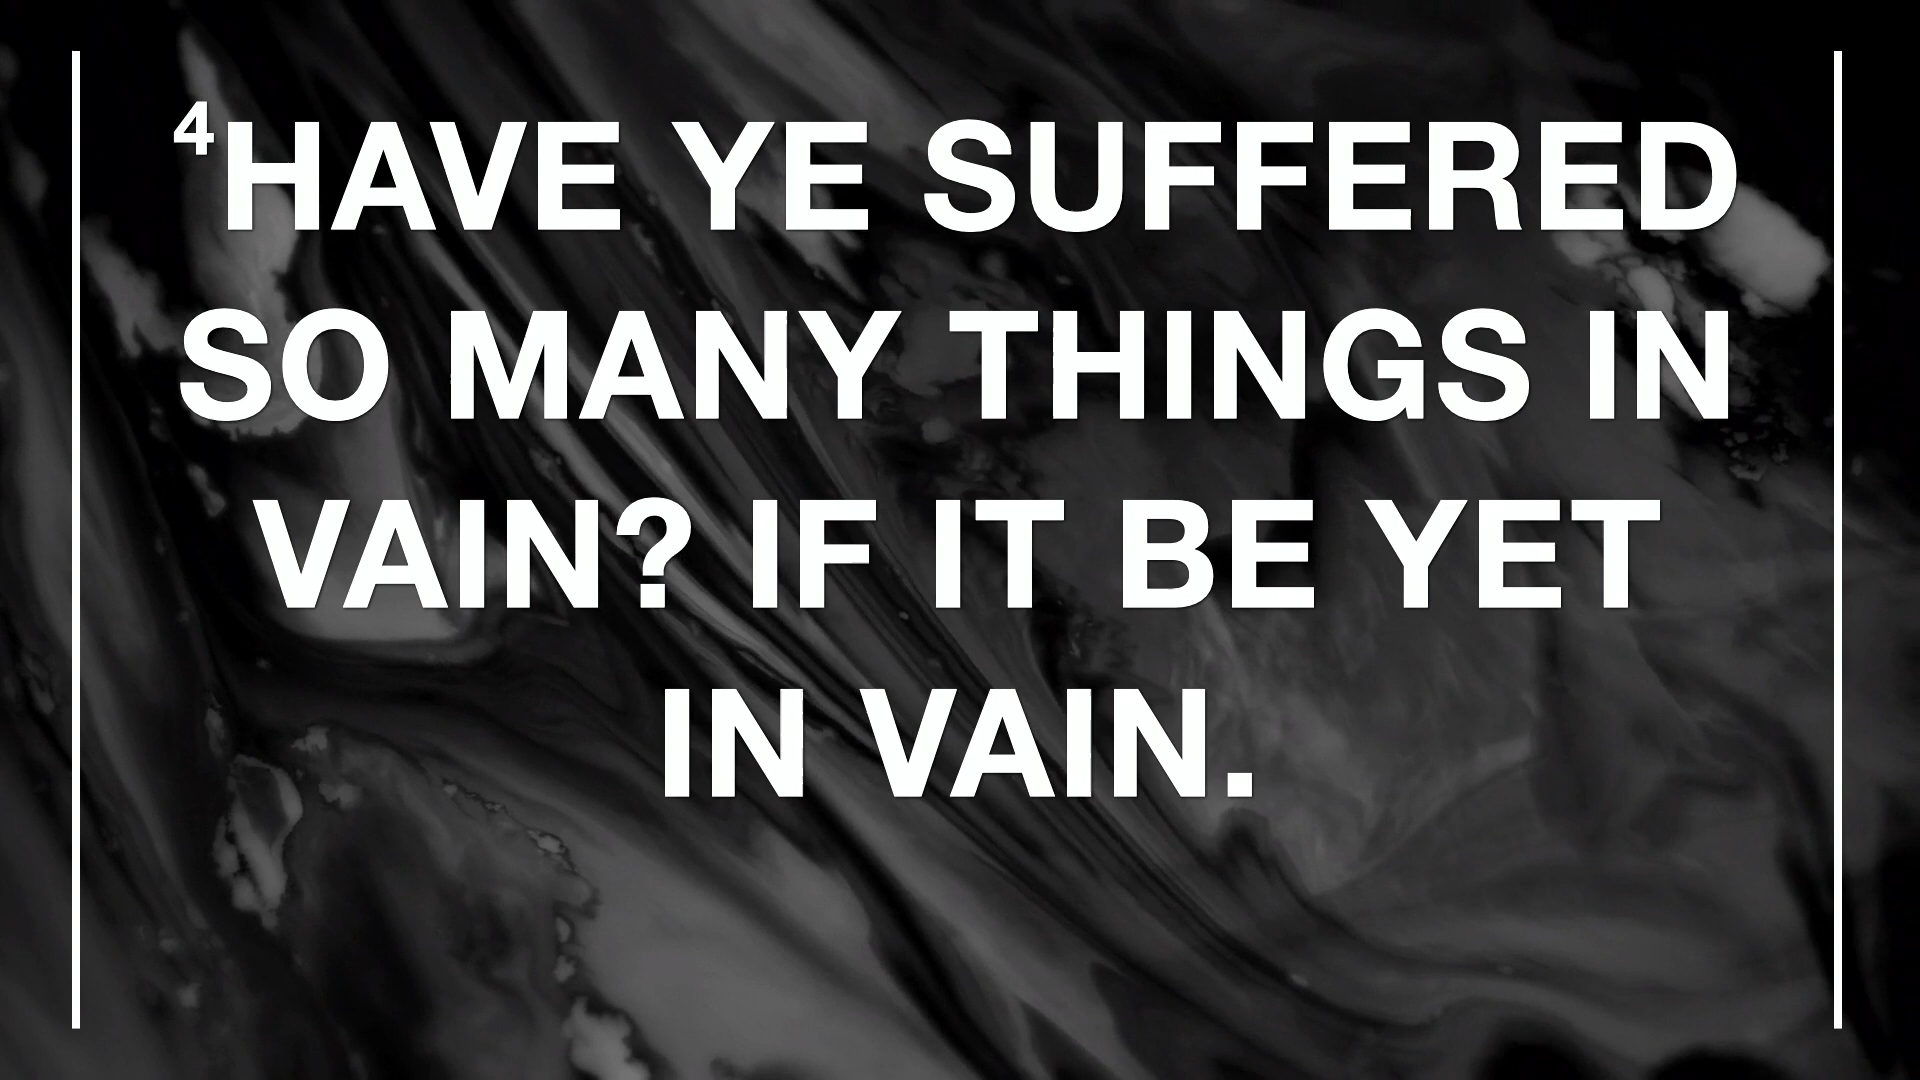 ⁴HAVE YE SUFFERED
SO MANY THINGS IN
VAIN? IF IT BE YET
IN VAIN.